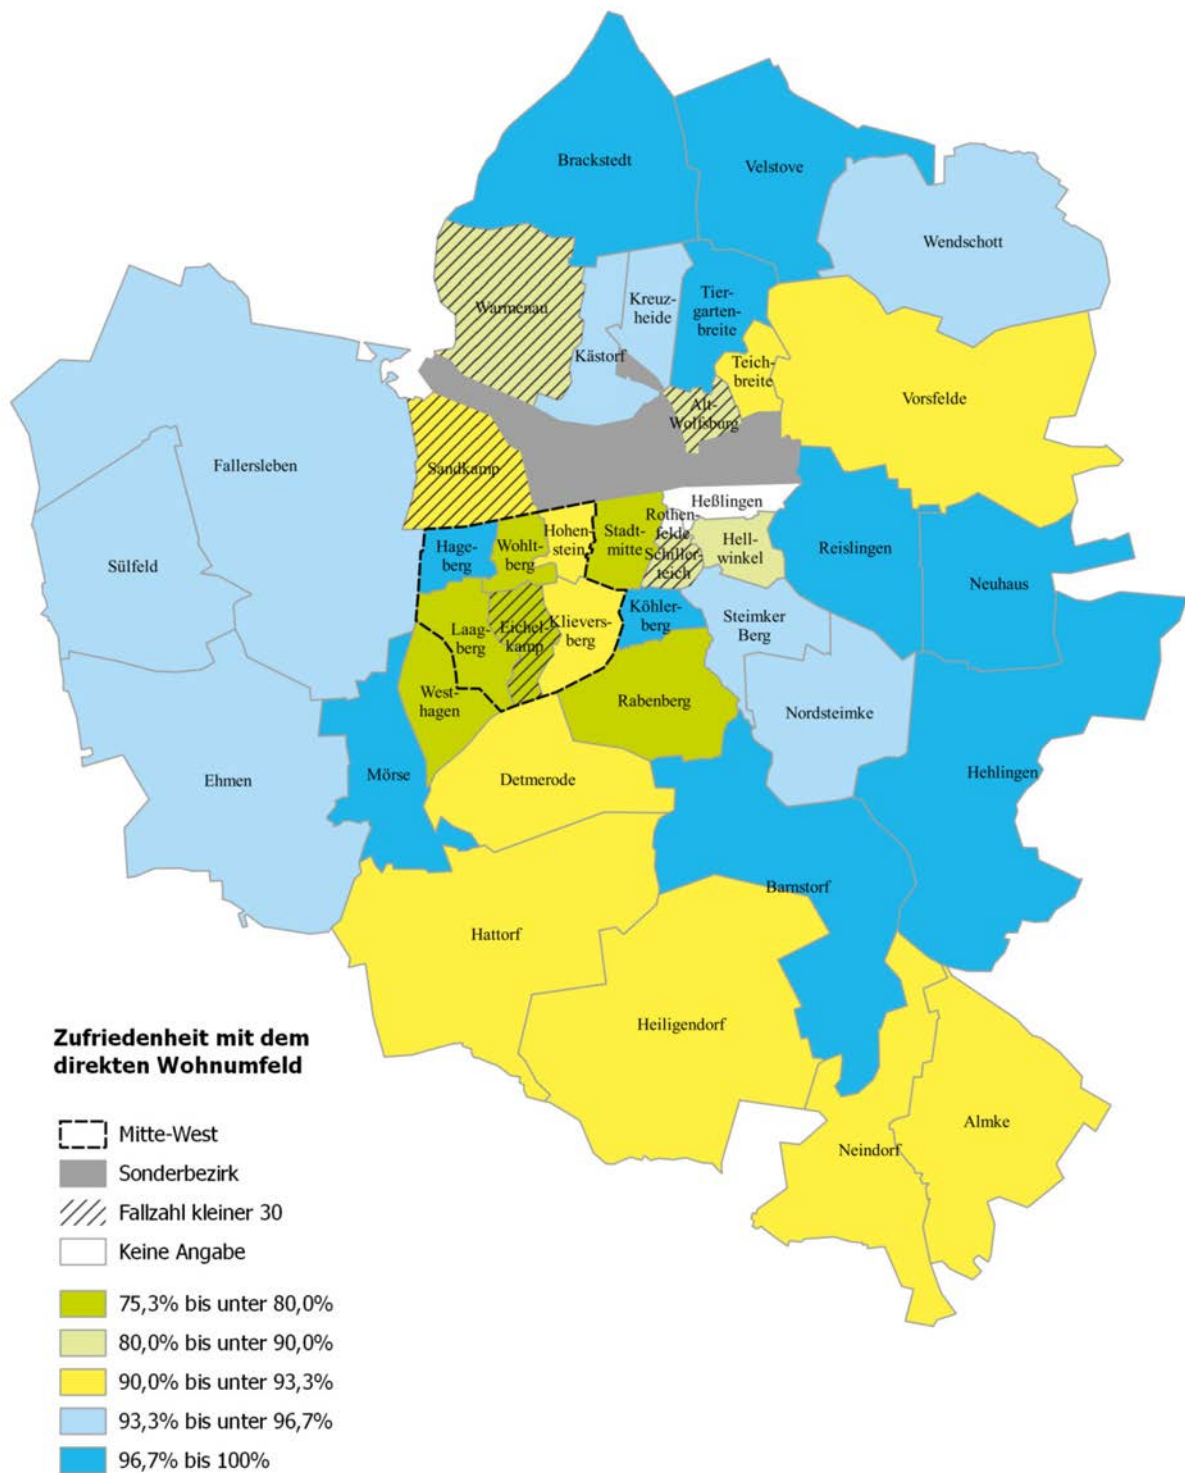 Brackstedt
Velstove
Wendschott
Warmenau
Kreuz-
heide
Tier-
garten-
breite
Kästorf
Teich-
breite
Alt-
Wolfsburg
Vorsfelde
Fallersleben
Sandkamp
Sülfeld
Heßlingen
Rothen-
felde
Hohen-
stein
Stadt-
mitte
Hage-
berg
Wohlt-
berg
Schiller-
teich
Hell-
winkel
Reislingen
Neuhaus
Köhler-
berg
Steimker
Berg
Laag-
berg
Eichel-
kamp
Klievers-
berg
West-
hagen
Rabenberg
Nordsteimke
Ehmen
Mörse
Detmerode
Hehlingen
Barnstorf
Hattorf
Heiligendorf
Almke
Neindorf
Zufriedenheit mit dem
direkten Wohnumfeld
Mitte-West
Sonderbezirk
Fallzahl kleiner 30
Keine Angabe
75,3% bis unter 80,0%
80,0% bis unter 90,0%
90,0% bis unter 93,3%
93,3% bis unter 96,7%
96,7% bis 100%